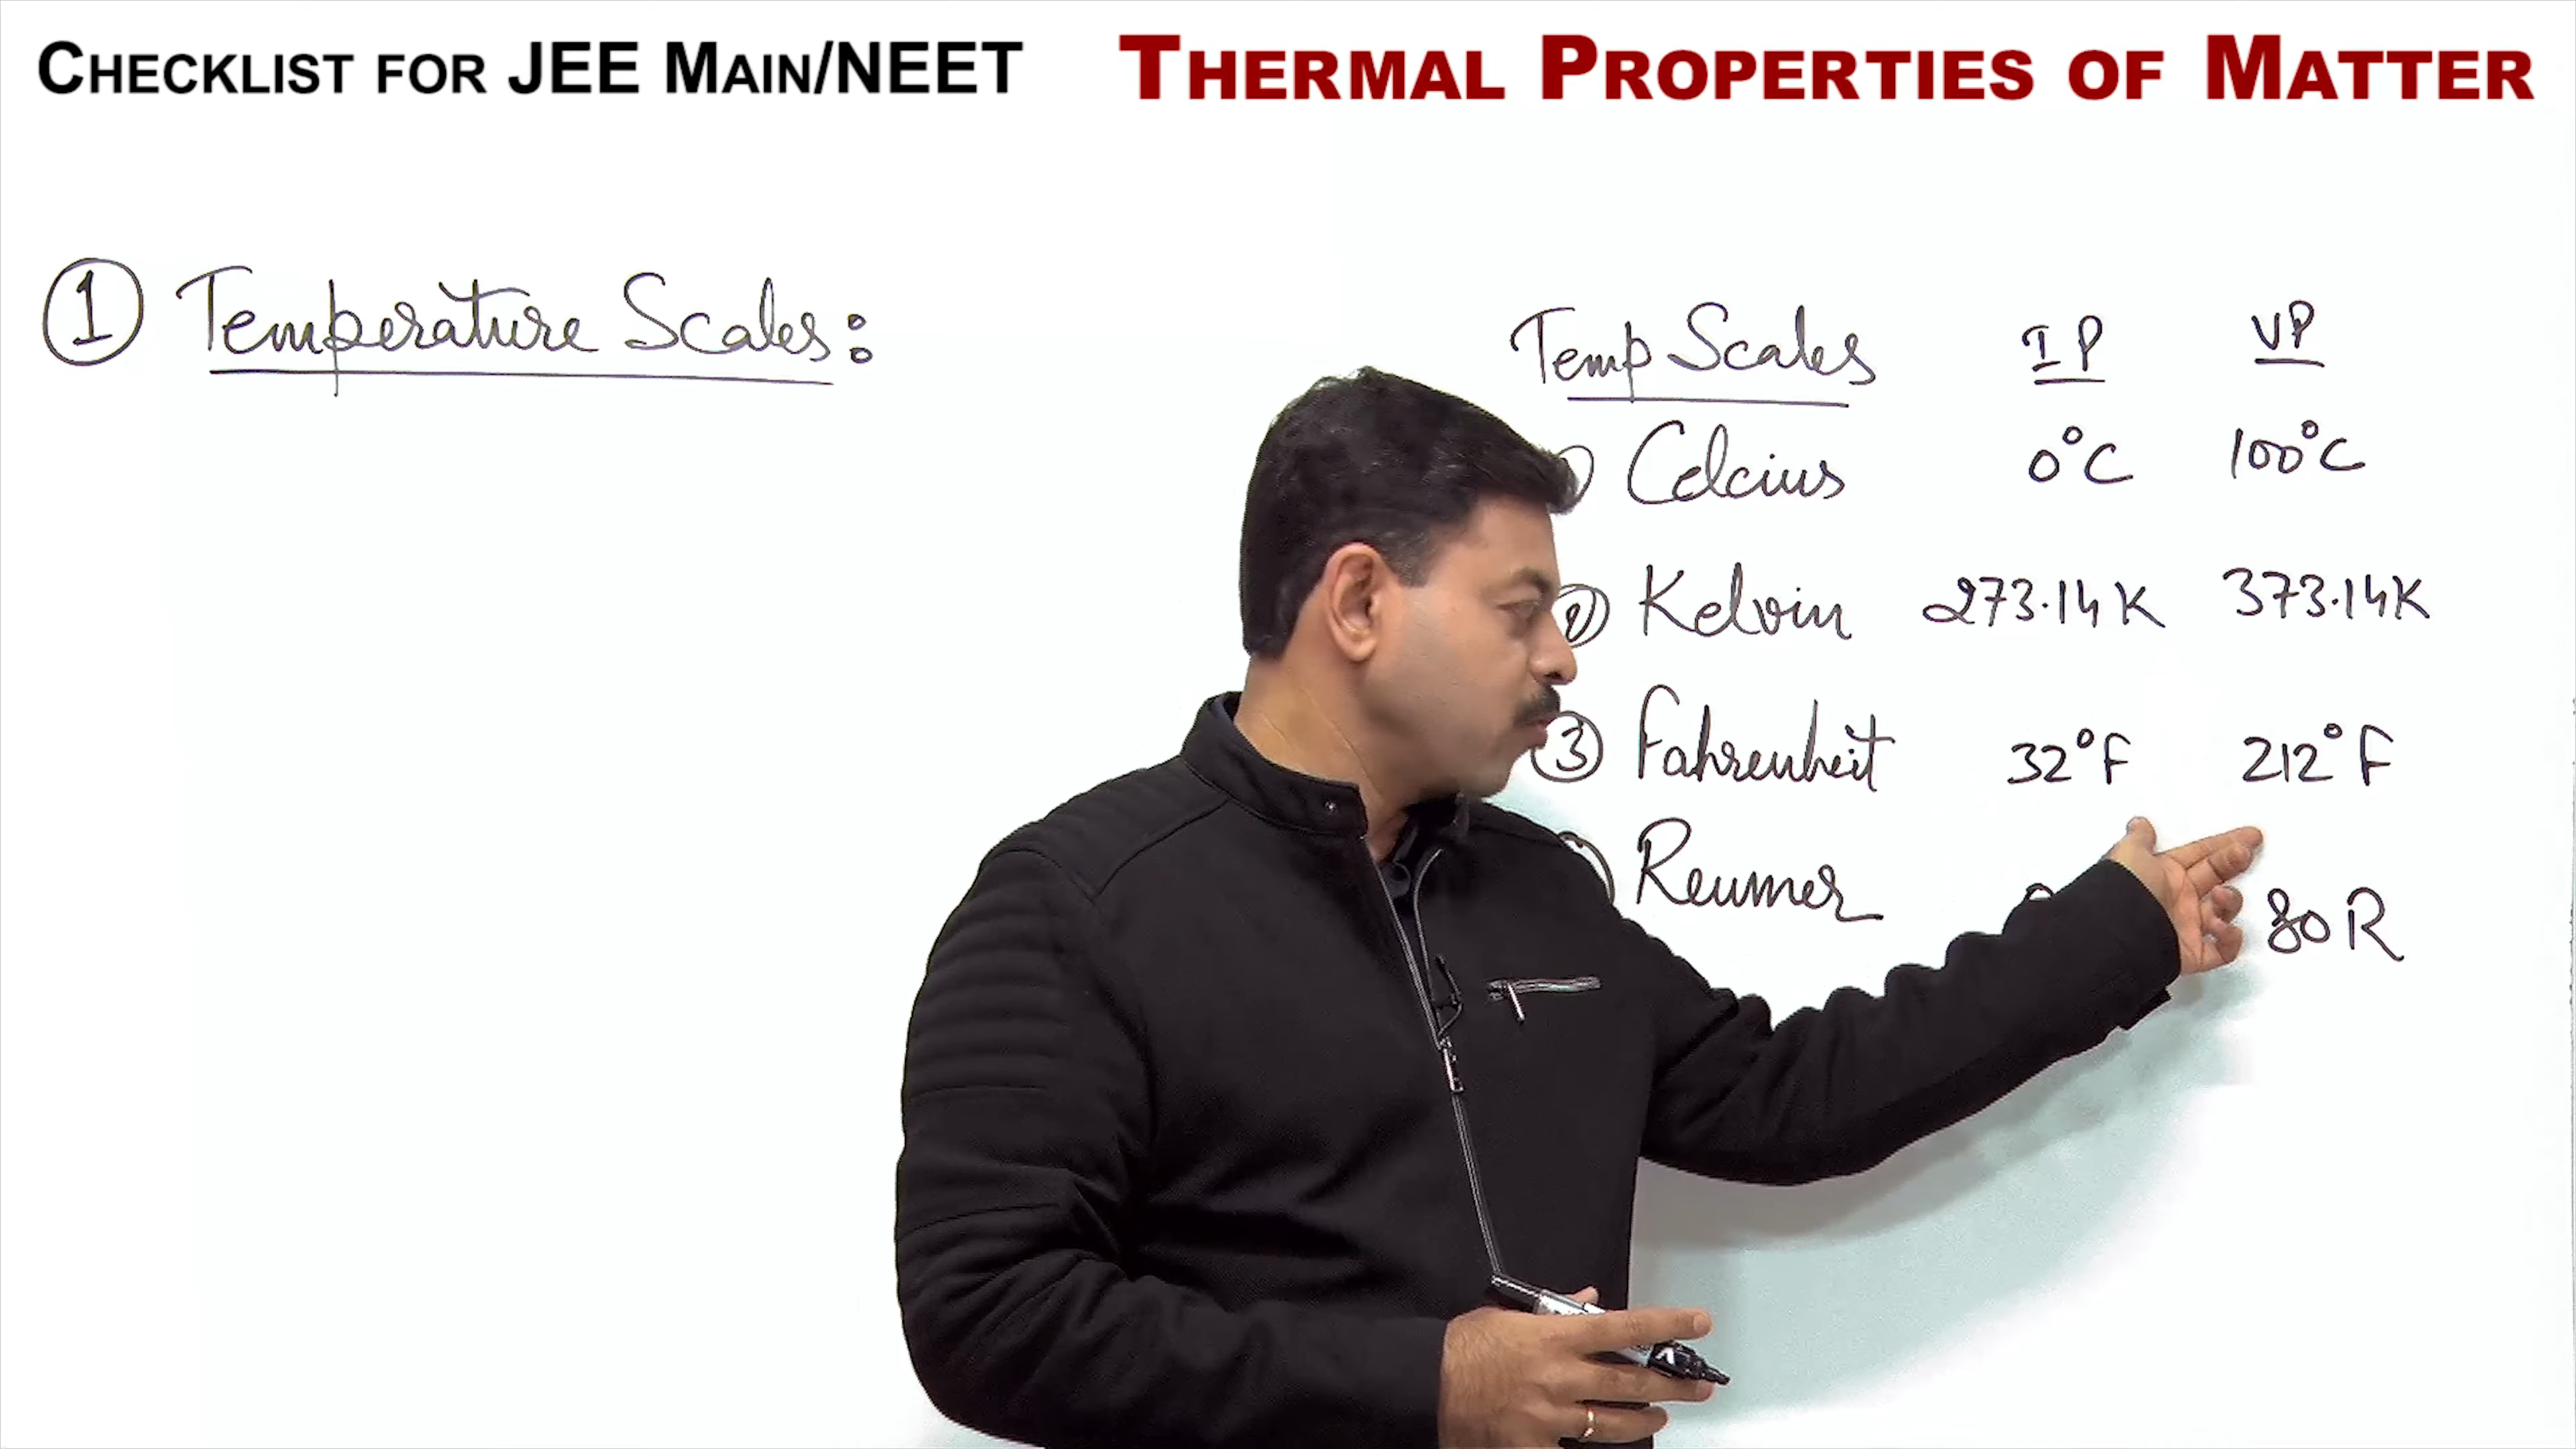 CHECKLIST FOR JEE MAIN/NEET THERMAL PROPERTIES OF MATTER
① Temperature Scales:
Temp Scales IP VP
Celcius 0°C 100°C
Kelvin 273.14K 373.14K
③ Fahrenheit 32°F 212°F
Reumer 80R